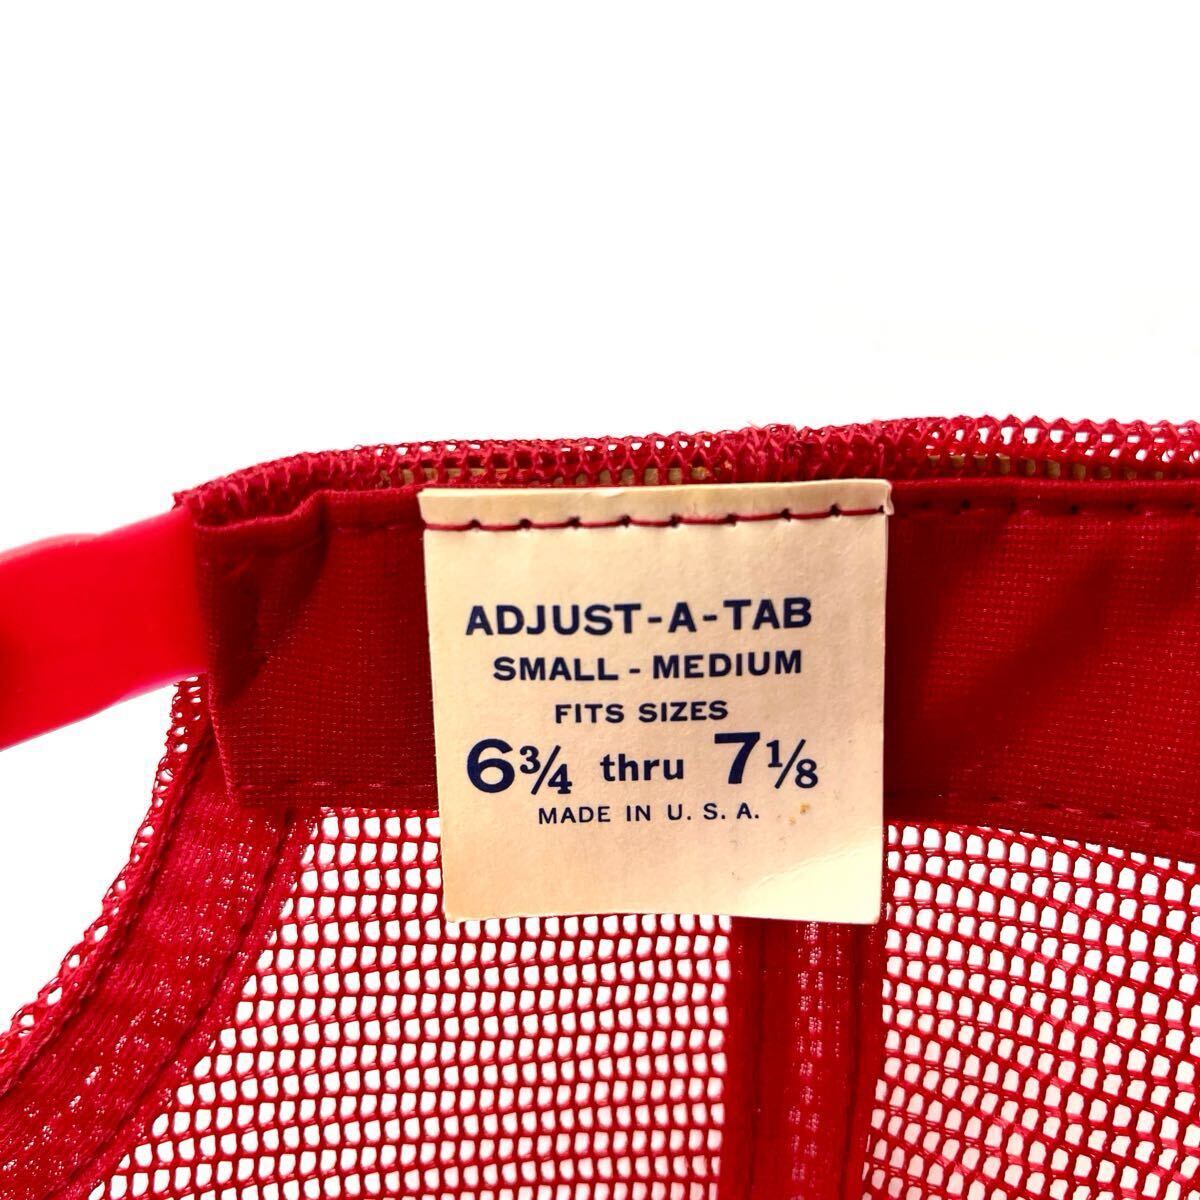 ADJUST-A-TAB
SMALL - MEDIUM
FITS SIZES
6¾ thru 7⅛
MADE IN U. S. A.